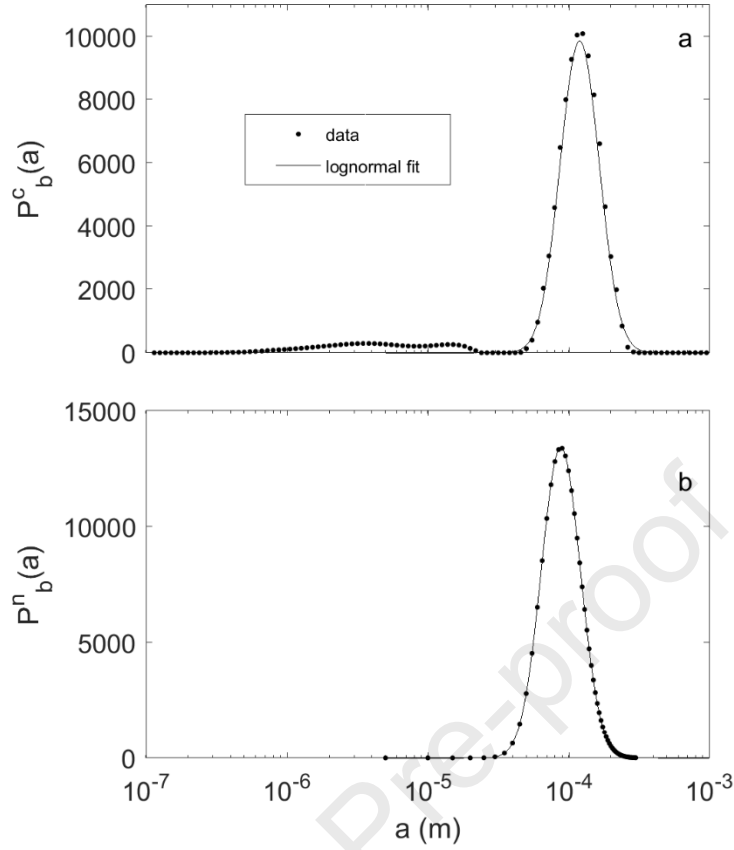 10000
8000
6000
4000
2000
0
P^c_b(a)
a
data
lognormal fit
15000
10000
5000
0
P^n_b(a)
b
10^-7
10^-6
10^-5
10^-4
10^-3
a (m)
Pre-proof